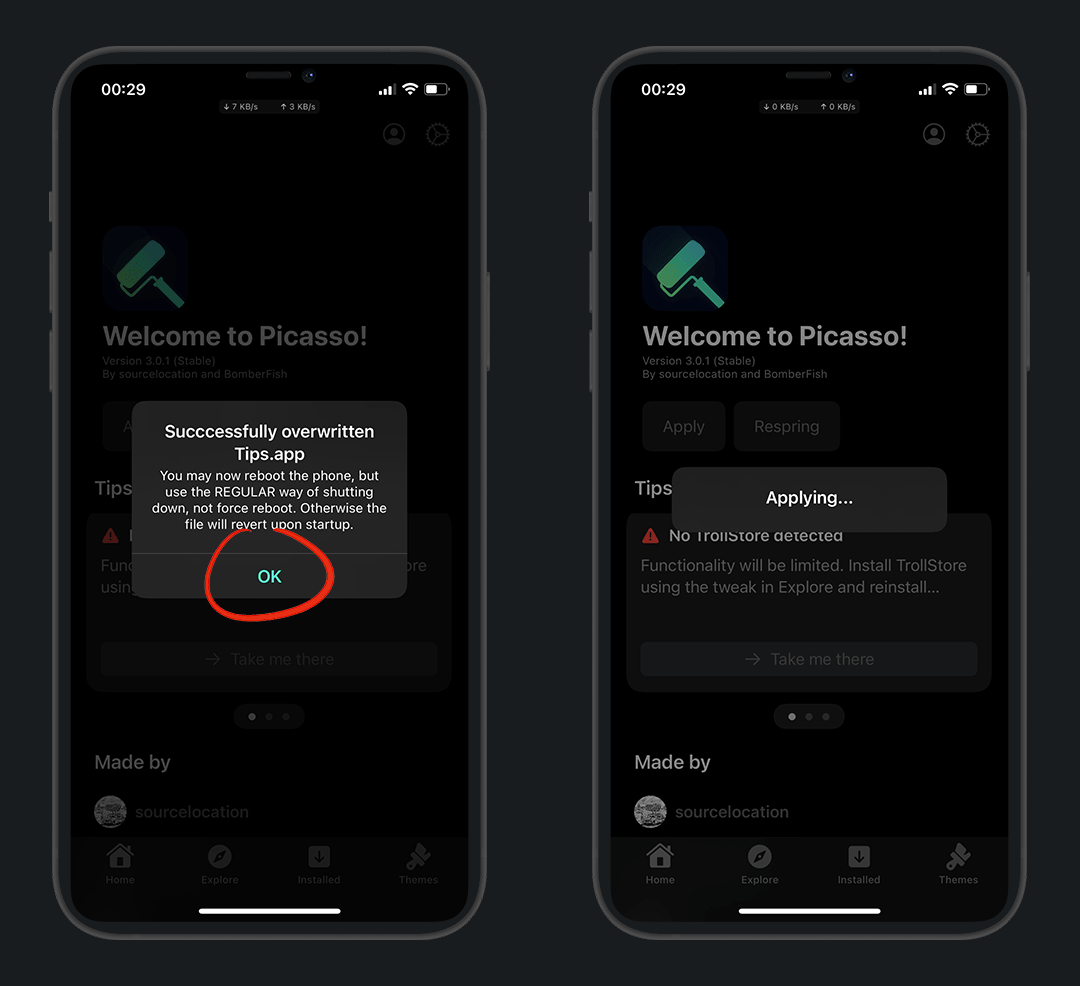 00:29
↓ 7 KB/s ↑ 3 KB/s
Welcome to Picasso!
Version 3.0.1 (Stable)
By sourcelocation and BomberFish
A
Succcessfully overwritten
Tips.app
You may now reboot the phone, but
use the REGULAR way of shutting
down, not force reboot. Otherwise the
file will revert upon startup.
OK
Tips
Func
ore
using
→ Take me there
Made by
sourcelocation
Home Explore Installed Themes
00:29
↓ 0 KB/s ↑ 0 KB/s
Welcome to Picasso!
Version 3.0.1 (Stable)
By sourcelocation and BomberFish
Apply Respring
Applying...
Tips
No TrollStore detected
Functionality will be limited. Install TrollStore
using the tweak in Explore and reinstall...
→ Take me there
Made by
sourcelocation
Home Explore Installed Themes